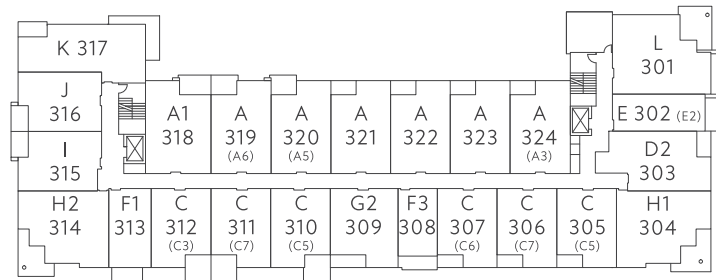 K 317
L
301
J
316
A1
318
A
319
(A6)
A
320
(A5)
A
321
A
322
A
323
A
324
(A3)
E 302 (E2)
I
315
D2
303
H2
314
F1
313
C
312
(C3)
C
311
(C7)
C
310
(C5)
G2
309
F3
308
C
307
(C6)
C
306
(C7)
C
305
(C5)
H1
304